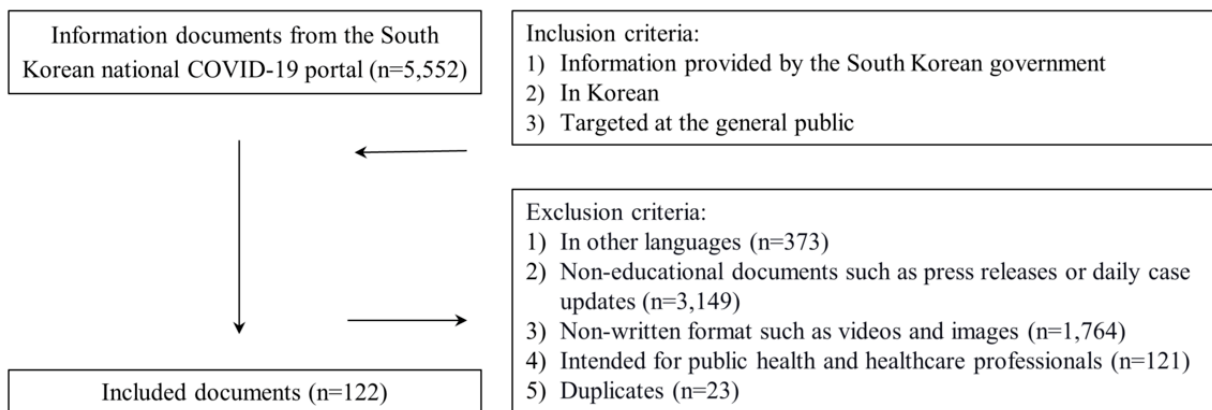 Information documents from the South
Korean national COVID-19 portal (n=5,552)
Inclusion criteria:
1) Information provided by the South Korean government
2) In Korean
3) Targeted at the general public
Exclusion criteria:
1) In other languages (n=373)
2) Non-educational documents such as press releases or daily case
updates (n=3,149)
3) Non-written format such as videos and images (n=1,764)
4) Intended for public health and healthcare professionals (n=121)
5) Duplicates (n=23)
Included documents (n=122)